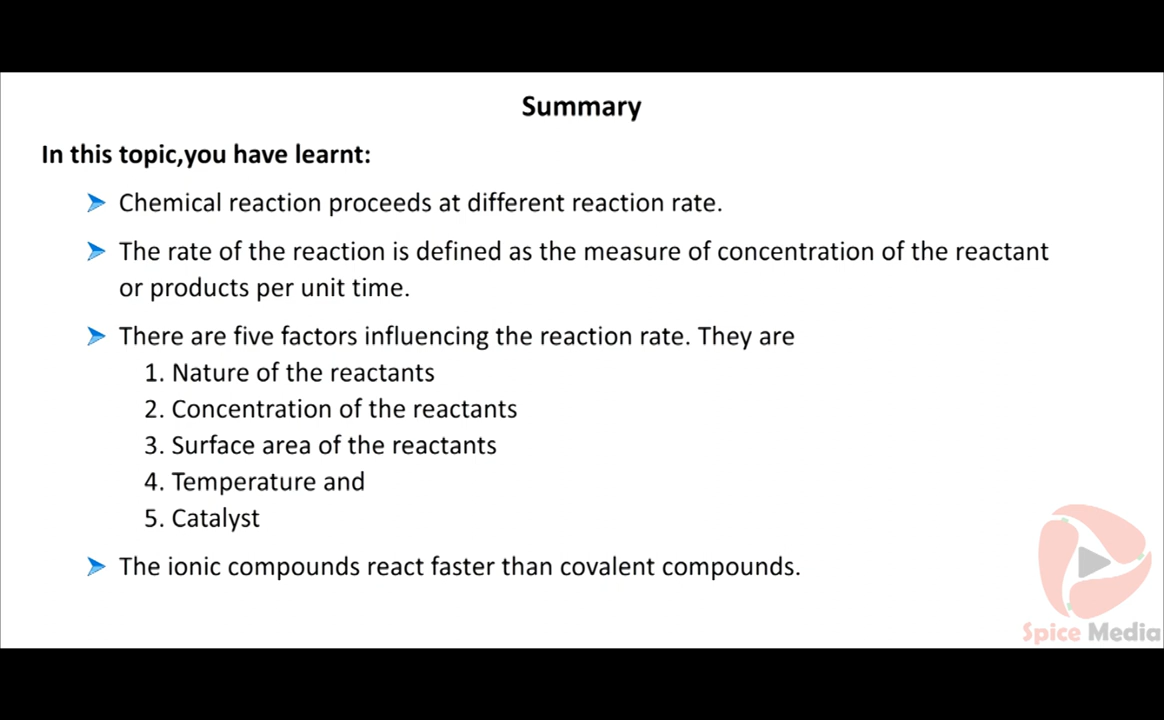 Summary
In this topic,you have learnt:
Chemical reaction proceeds at different reaction rate.
The rate of the reaction is defined as the measure of concentration of the reactant
or products per unit time.
There are five factors influencing the reaction rate. They are
1. Nature of the reactants
2. Concentration of the reactants
3. Surface area of the reactants
4. Temperature and
5. Catalyst
The ionic compounds react faster than covalent compounds.
Spice Media